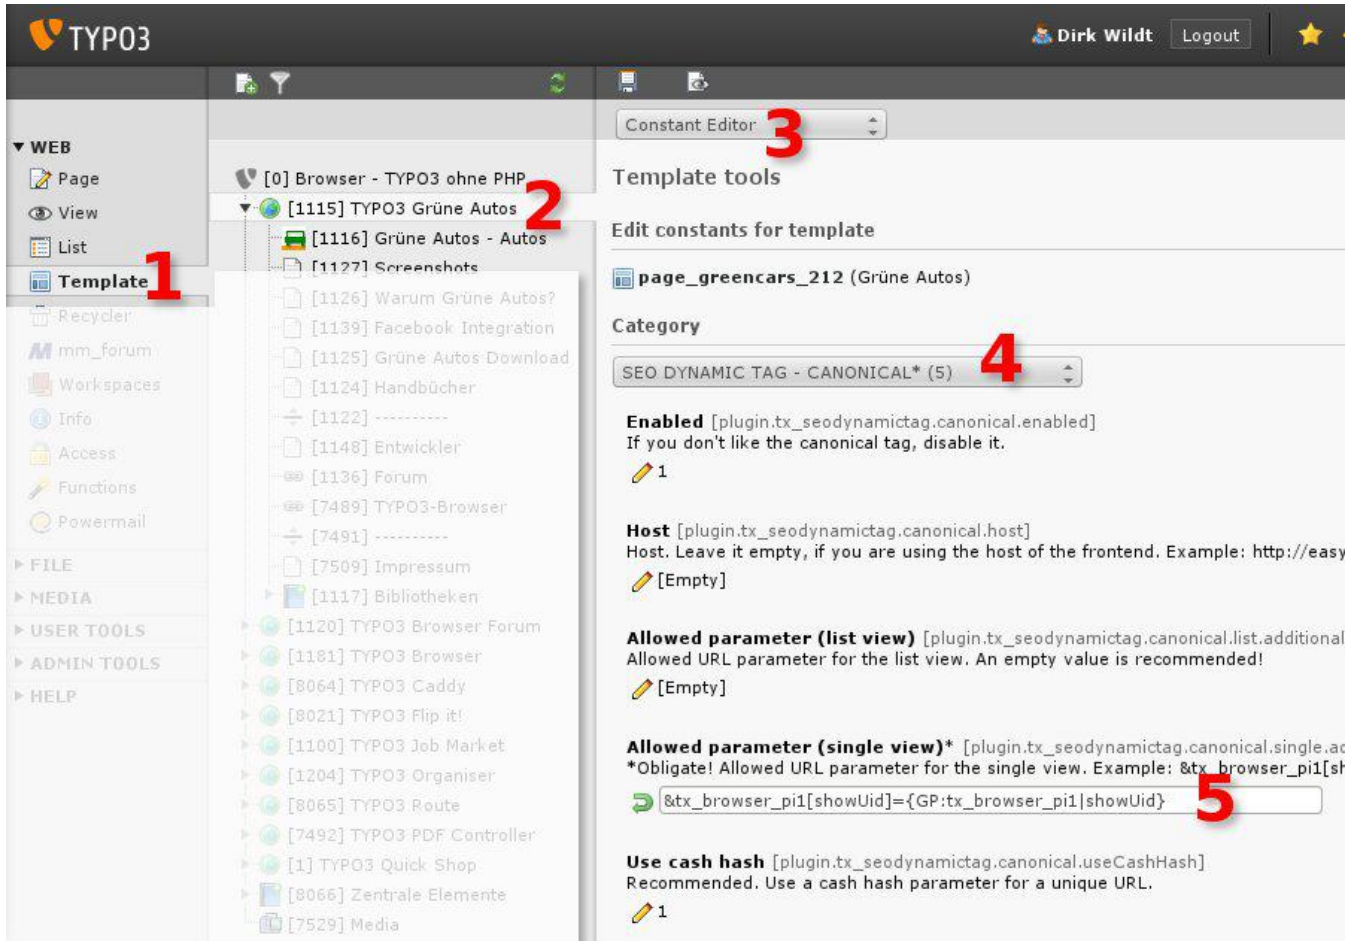 TYPO3
Dirk Wildt Logout
Constant Editor
3
WEB
Page
View
List
Template
1
Recycler
mm_forum
Workspaces
Info
Access
Functions
Powermail
FILE
MEDIA
USER TOOLS
ADMIN TOOLS
HELP
[0] Browser - TYPO3 ohne PHP
[1115] TYPO3 Grüne Autos
2
[1116] Grüne Autos - Autos
[1127] Screenshots
[1126] Warum Grüne Autos?
[1139] Facebook Integration
[1125] Grüne Autos Download
[1124] Handbücher
[1122] ----------
[1148] Entwickler
[1136] Forum
[7489] TYPO3-Browser
[7491] ----------
[7509] Impressum
[1117] Bibliotheken
[1120] TYPO3 Browser Forum
[1181] TYPO3 Browser
[8064] TYPO3 Caddy
[8021] TYPO3 Flip it!
[1100] TYPO3 Job Market
[1204] TYPO3 Organiser
[8065] TYPO3 Route
[7492] TYPO3 PDF Controller
[1] TYPO3 Quick Shop
[8066] Zentrale Elemente
[7529] Media
Template tools
Edit constants for template
page_greencars_212 (Grüne Autos)
Category
SEO DYNAMIC TAG - CANONICAL* (5)
4
Enabled [plugin.tx_seodynamictag.canonical.enabled]
If you don't like the canonical tag, disable it.
1
Host [plugin.tx_seodynamictag.canonical.host]
Host. Leave it empty, if you are using the host of the frontend. Example: http://easy
[Empty]
Allowed parameter (list view) [plugin.tx_seodynamictag.canonical.list.additional
Allowed URL parameter for the list view. An empty value is recommended!
[Empty]
Allowed parameter (single view)* [plugin.tx_seodynamictag.canonical.single.ad
*Obligate! Allowed URL parameter for the single view. Example: &tx_browser_pi1[sh
&tx_browser_pi1[showUid]={GP:tx_browser_pi1|showUid}
5
Use cash hash [plugin.tx_seodynamictag.canonical.useCashHash]
Recommended. Use a cash hash parameter for a unique URL.
1